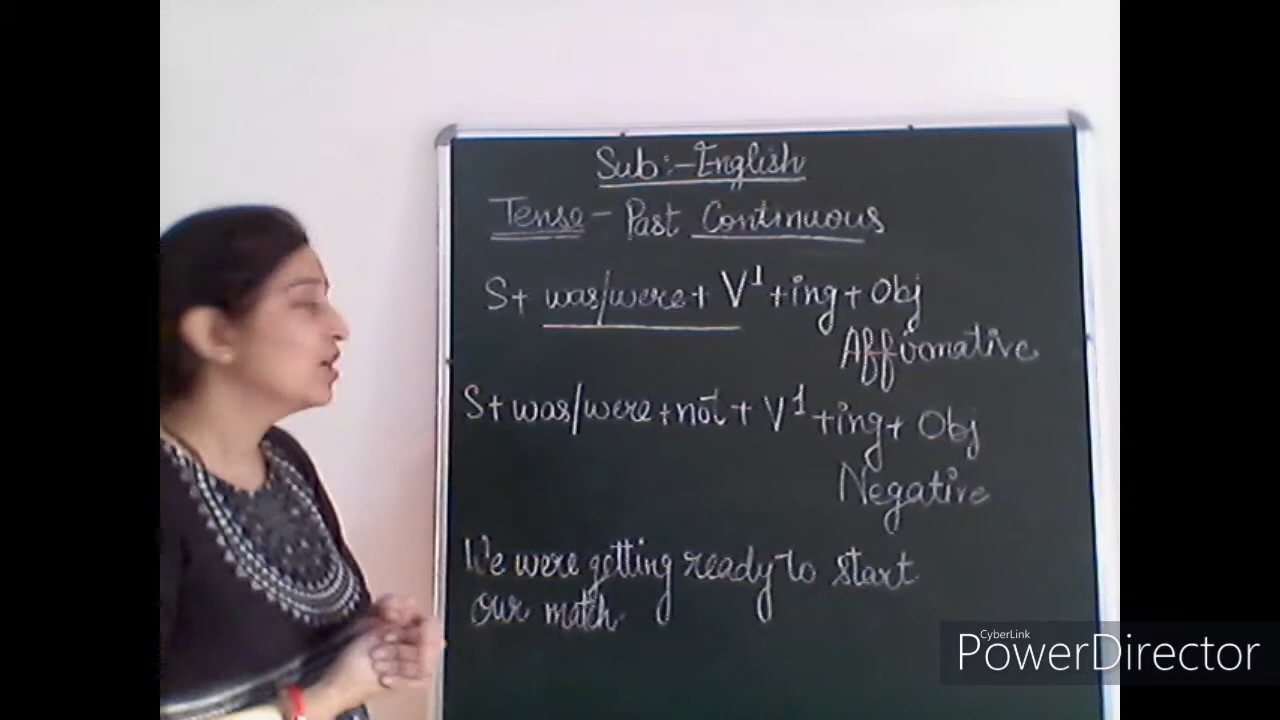 Sub:- English
Tense - Past Continuous
S+ was/were + V¹ +ing + Obj
Affirmative
S+ was/were +not + V¹ +ing + Obj
Negative
We were getting ready to start
our match.
CyberLink
PowerDirector